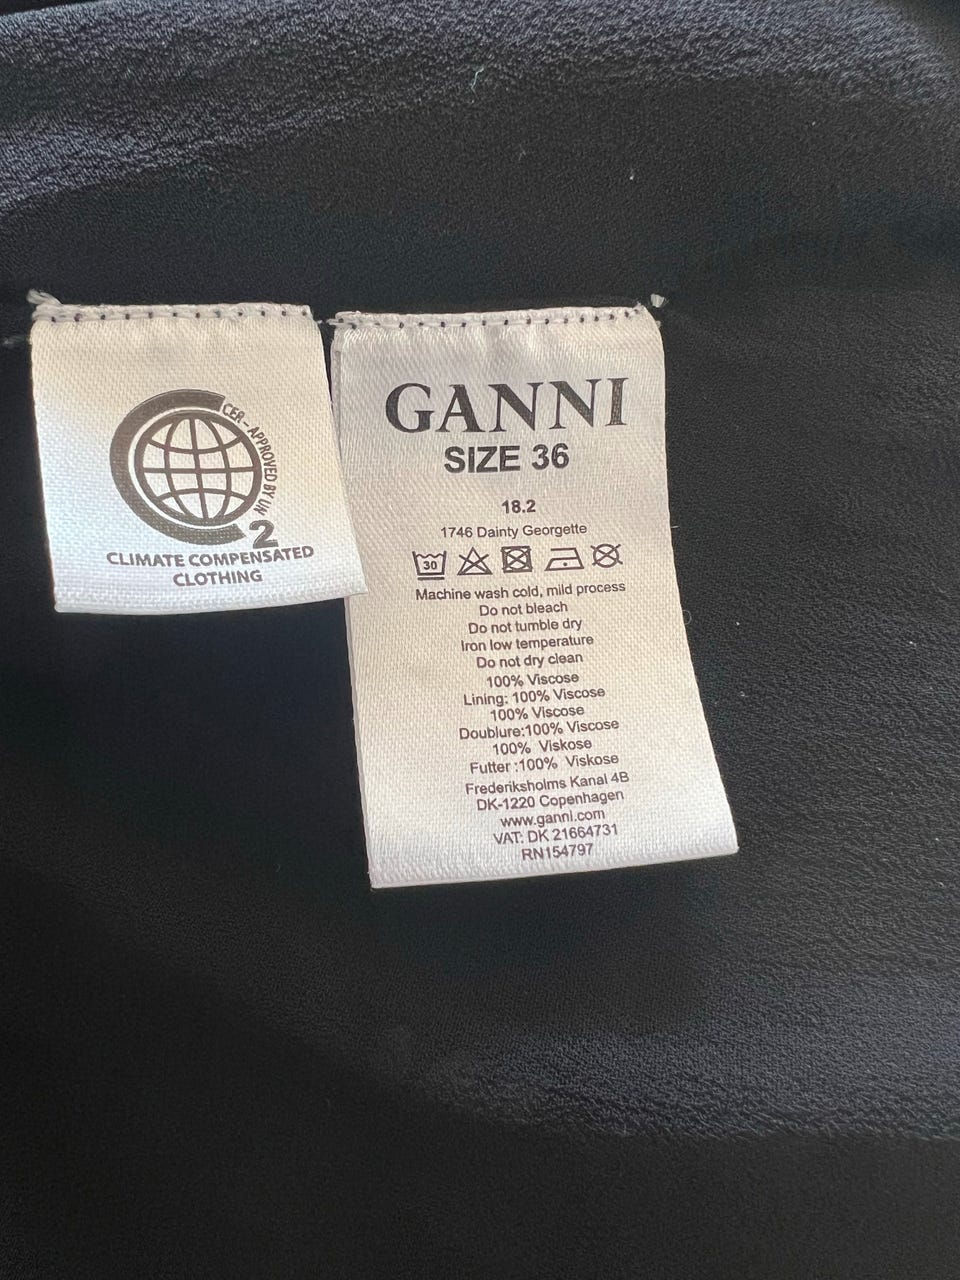 CER-APPROVED BY UN
2
CLIMATE COMPENSATED
CLOTHING
GANNI
SIZE 36
18.2
1746 Dainty Georgette
30
Machine wash cold, mild process
Do not bleach
Do not tumble dry
Iron low temperature
Do not dry clean
100% Viscose
Lining: 100% Viscose
100% Viscose
Doublure:100% Viscose
100% Viskose
Futter :100% Viskose
Frederiksholms Kanal 4B
DK-1220 Copenhagen
www.ganni.com
VAT: DK 21664731
RN154797